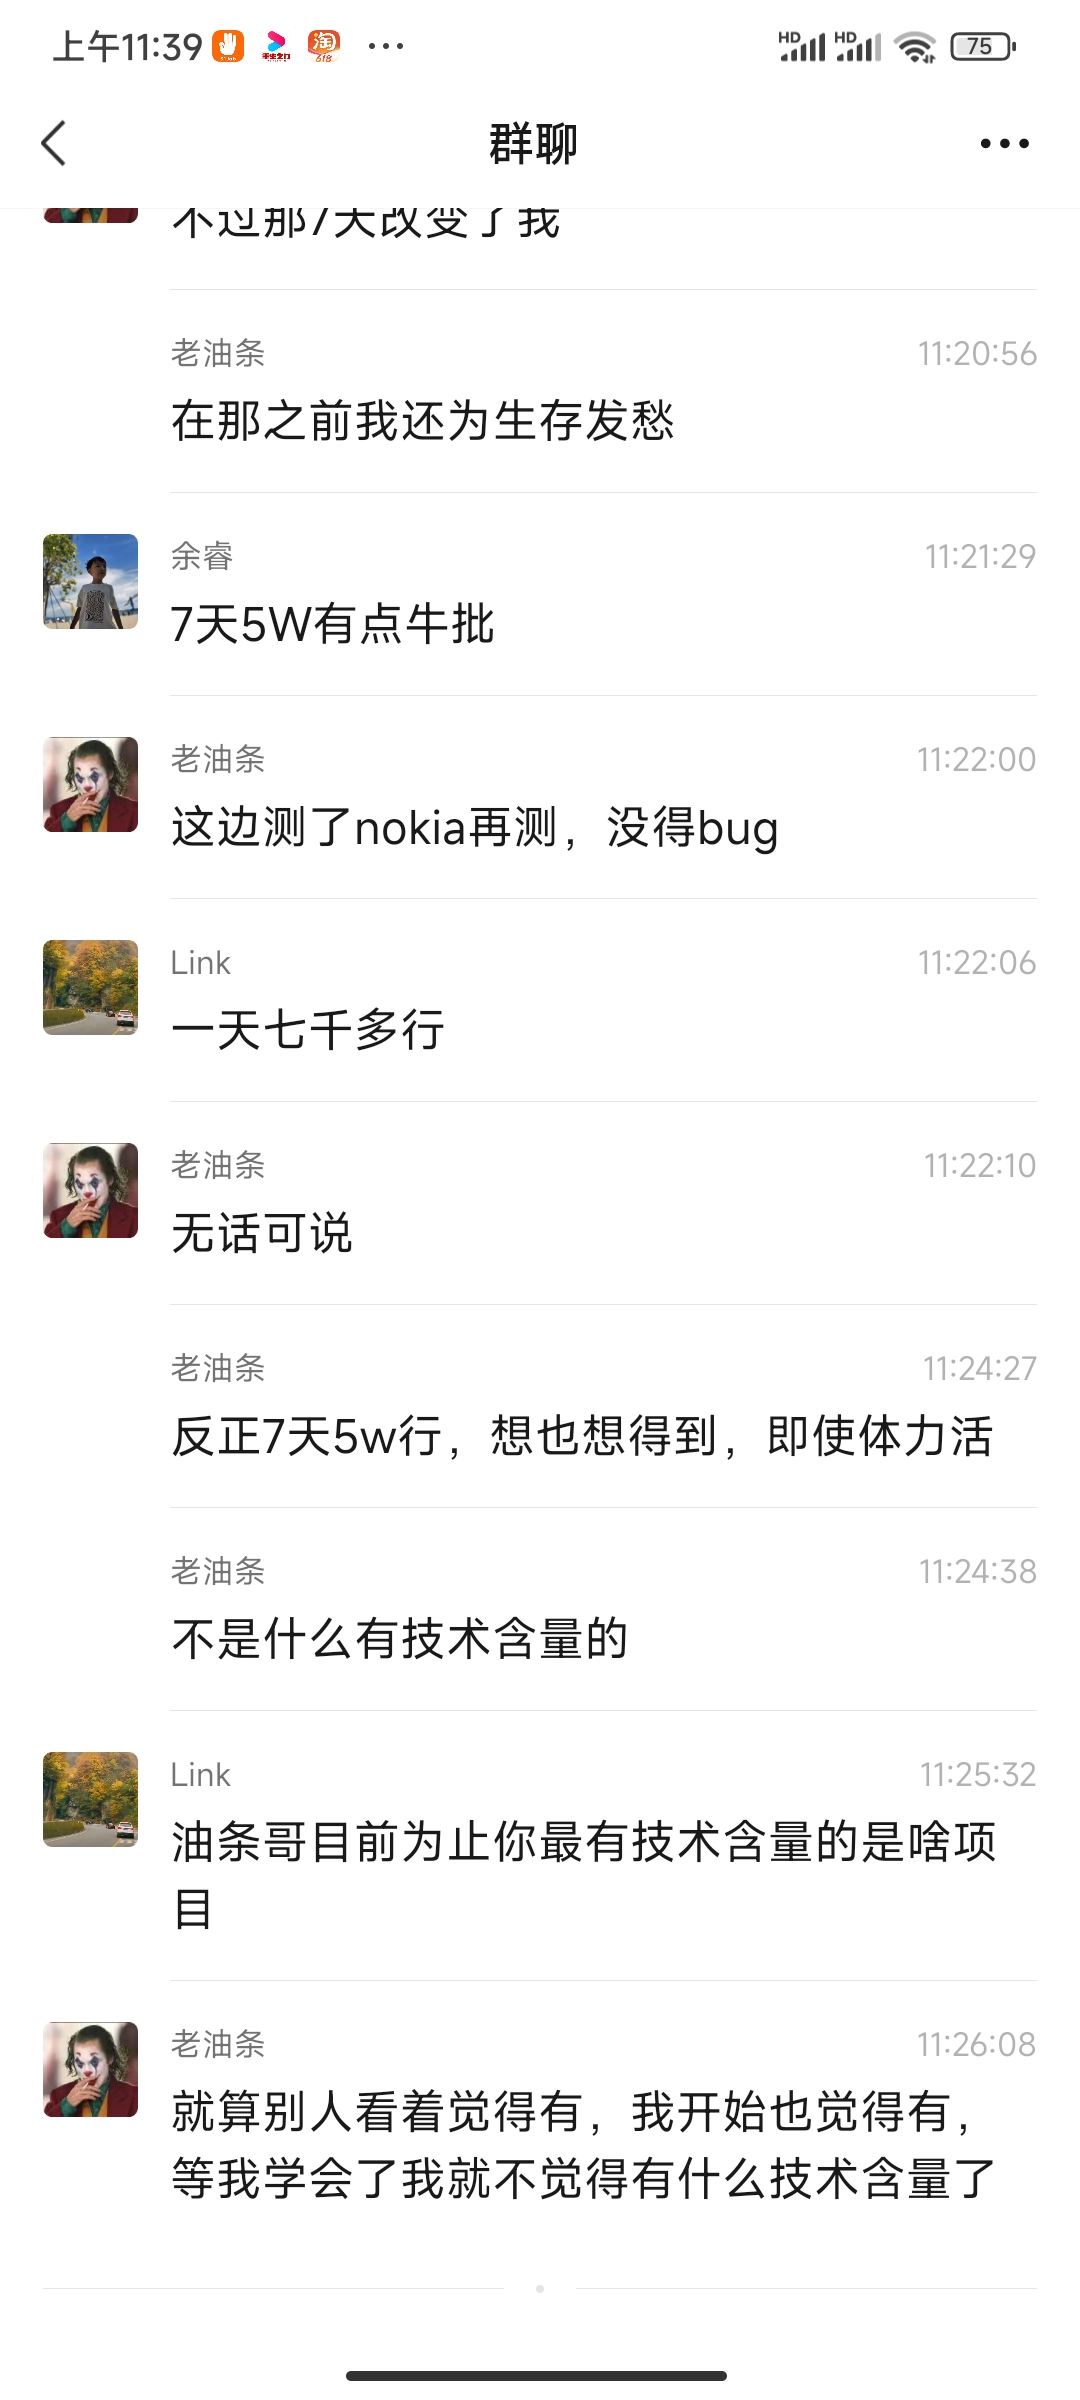 上午11:39
淘
618
HD
HD
75
群聊
不过那7天改变了我
老油条
11:20:56
在那之前我还为生存发愁
余睿
11:21:29
7天5W有点牛批
老油条
11:22:00
这边测了nokia再测，没得bug
Link
11:22:06
一天七千多行
老油条
11:22:10
无话可说
老油条
11:24:27
反正7天5w行，想也想得到，即使体力活
老油条
11:24:38
不是什么有技术含量的
Link
11:25:32
油条哥目前为止你最有技术含量的是啥项
目
老油条
11:26:08
就算别人看着觉得有，我开始也觉得有，
等我学会了我就不觉得有什么技术含量了